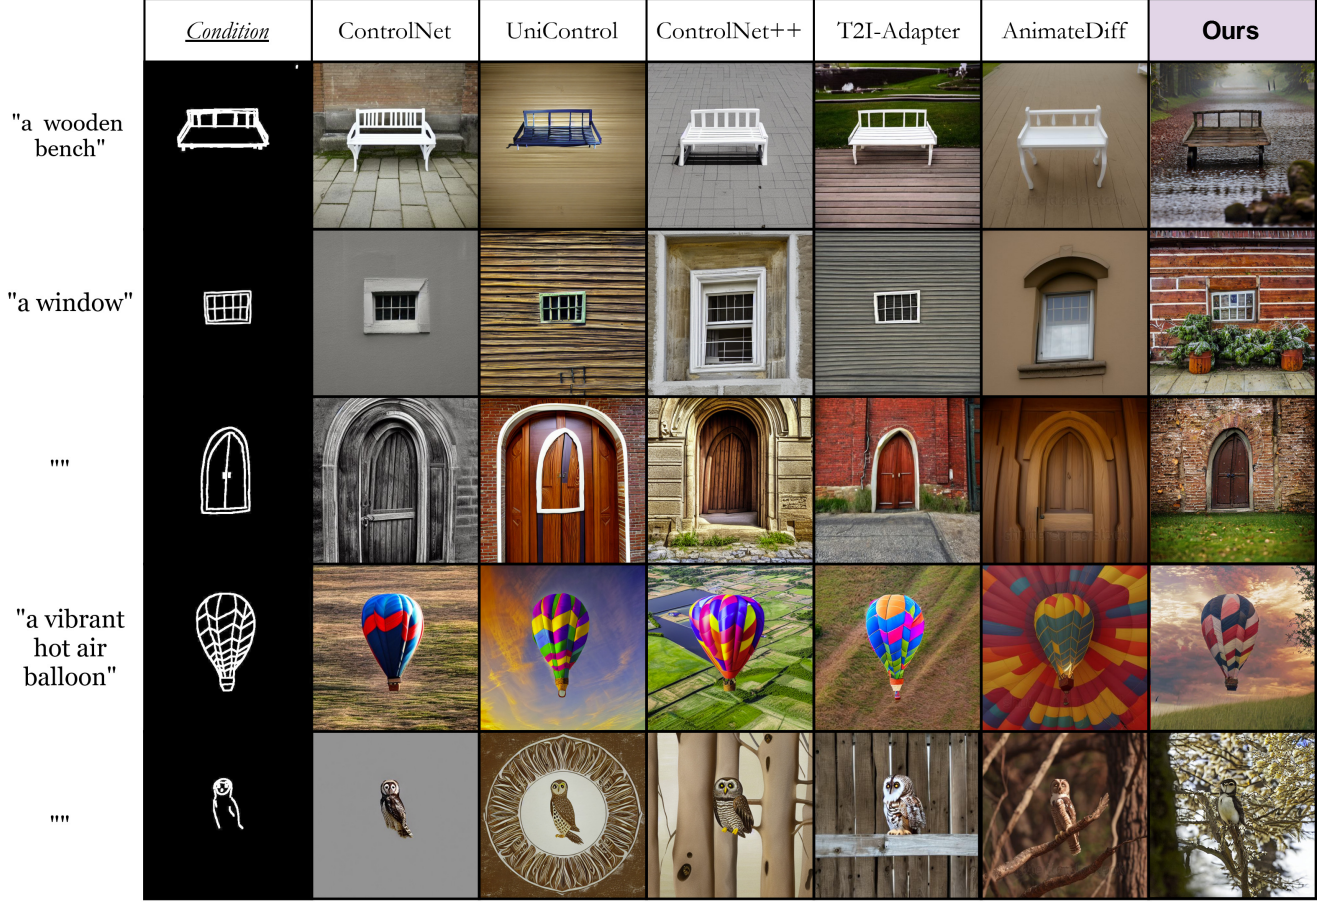 Condition
ControlNet
UniControl
ControlNet++
T2I-Adapter
AnimateDiff
Ours
"a wooden
bench"
"a window"
""
"a vibrant
hot air
balloon"
""